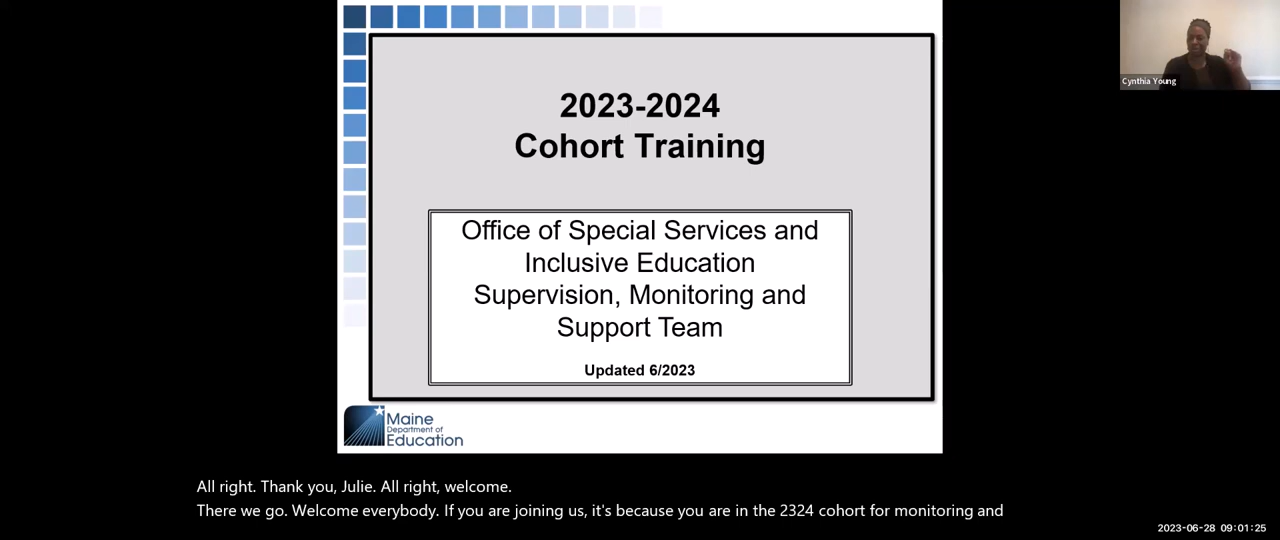 2023-2024
Cohort Training
Office of Special Services and
Inclusive Education
Supervision, Monitoring and
Support Team
Updated 6/2023
Maine
Department of
Education
Cynthia Young
All right. Thank you, Julie. All right, welcome.
There we go. Welcome everybody. If you are joining us, it's because you are in the 2324 cohort for monitoring and
2023-06-28 09:01:25